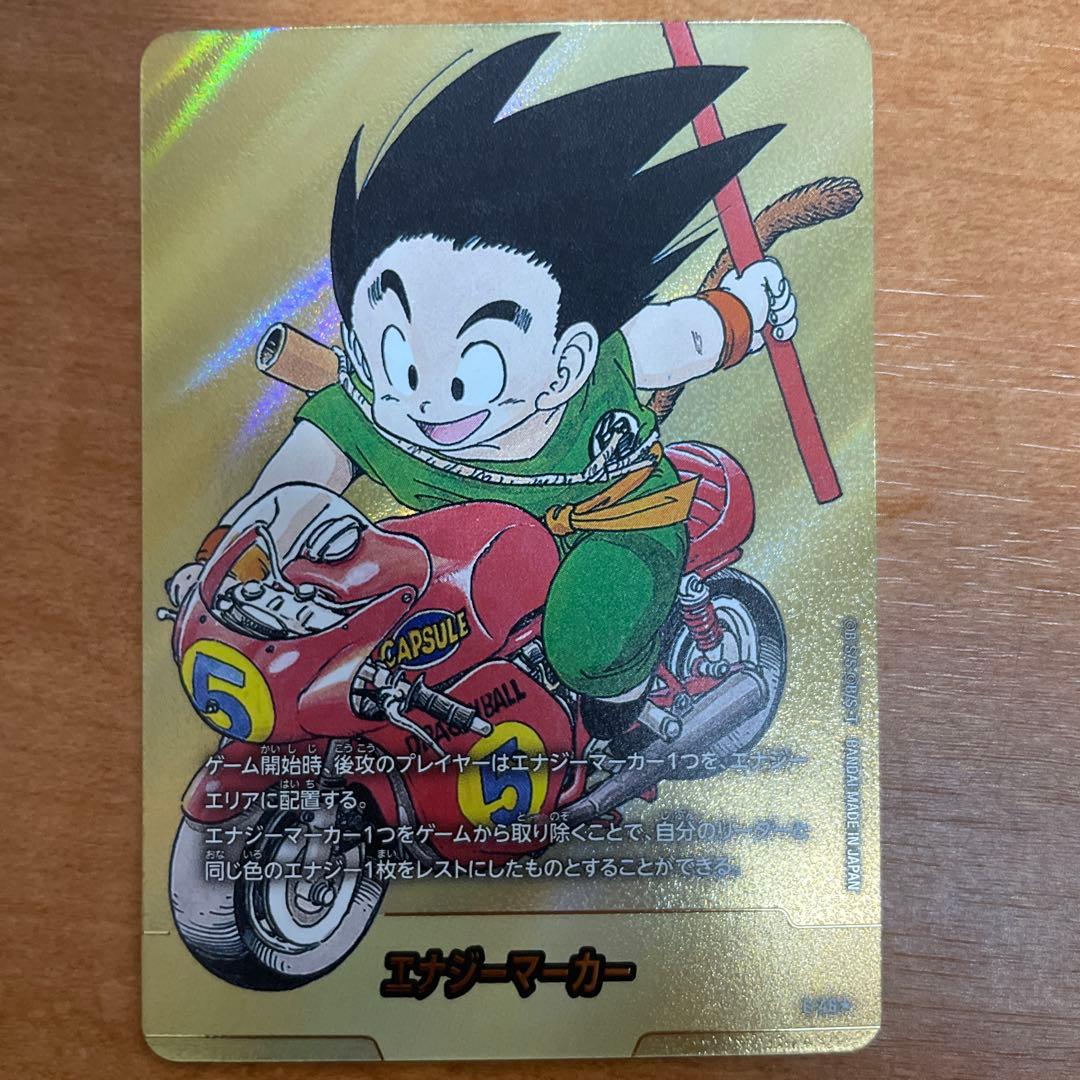 5
CAPSULE
DRAGON BALL
5
ゲーム開始時、後攻のプレイヤーはエナジーマーカー1つを、エナジー
エリアに配置する。
エナジーマーカー1つをゲームから取り除くことで、自分のリーダーと
同じ色のエナジー1枚をレストにしたものとすることができる。
エナジーマーカー
E-46★
©B.S./S.©B/S.T. BANDAI MADE IN JAPAN